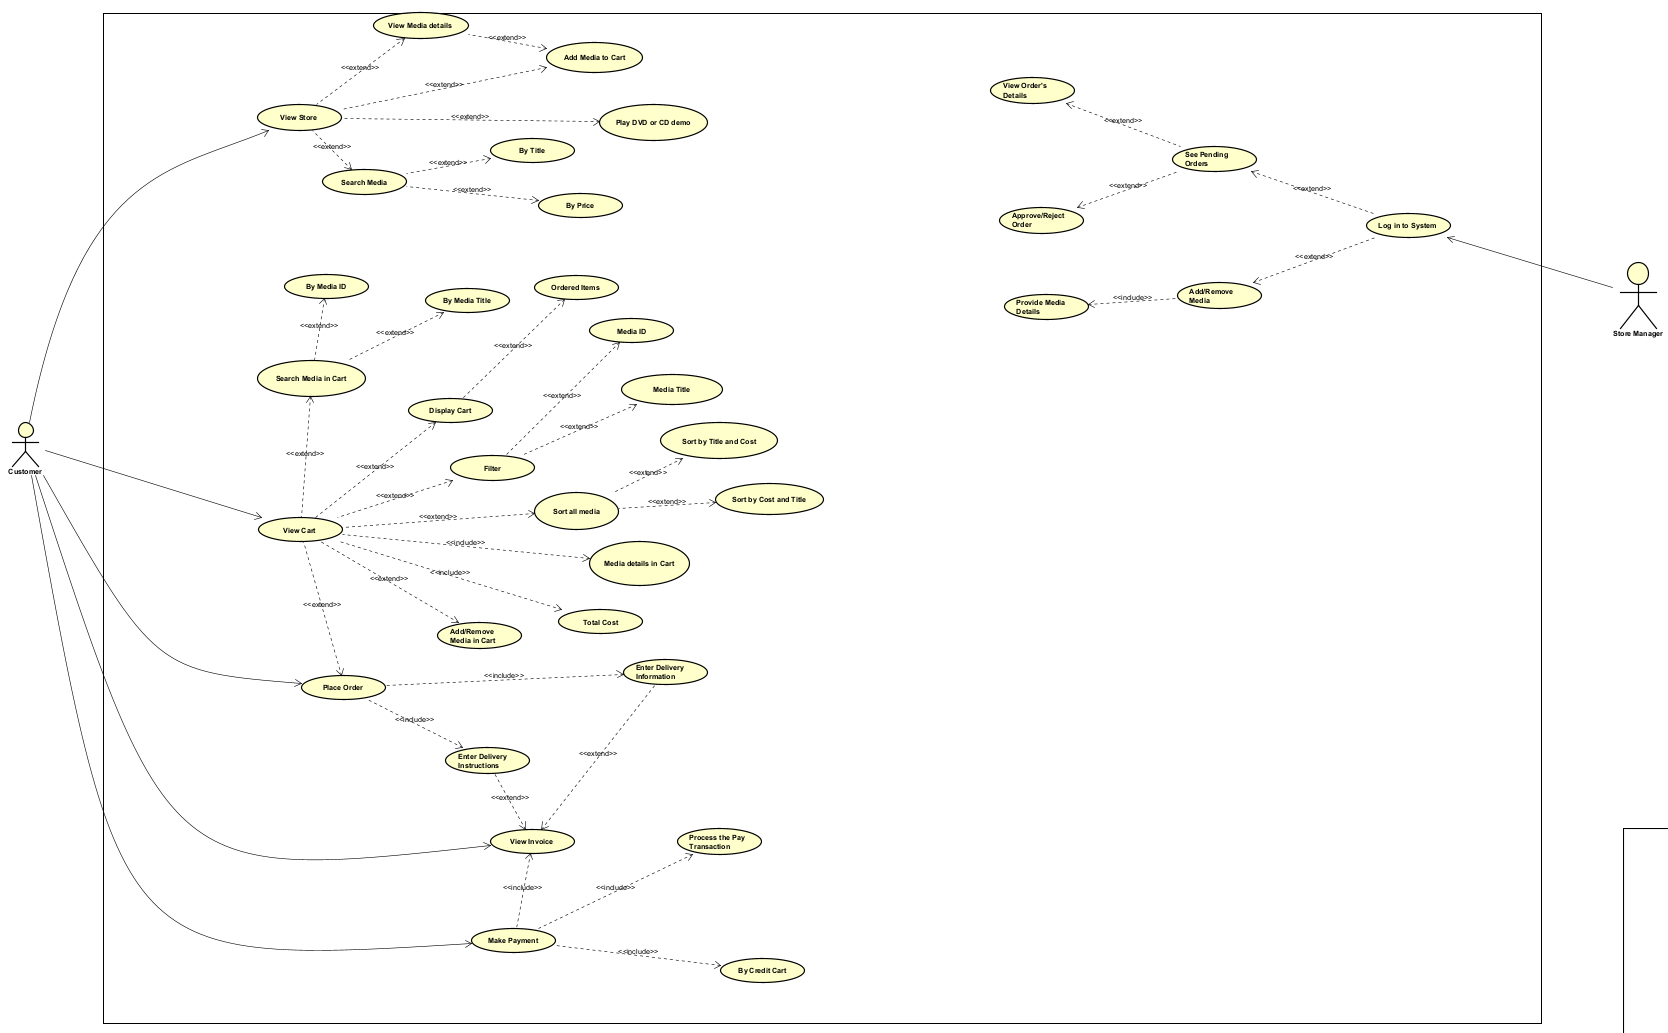 View Media details
<<extend>>
Add Media to Cart
<<extend>>
<<extend>>
View Store
<<extend>>
Play DVD or CD demo
<<extend>>
By Title
<<extend>>
Search Media
<<extend>>
By Price
View Order's
Details
<<extend>>
See Pending
Orders
<<extend>>
<<extend>>
Approve/Reject
Order
Log in to System
<<extend>>
Add/Remove
Media
<<include>>
Provide Media
Details
Store Manager
By Media ID
By Media Title
Ordered Items
<<extend>>
<<extend>>
<<extend>>
Media ID
Search Media in Cart
Media Title
<<extend>>
Display Cart
<<extend>>
Sort by Title and Cost
<<extend>>
<<extend>>
Filter
<<extend>>
Customer
<<extend>>
Sort by Cost and Title
<<extend>>
<<extend>>
Sort all media
View Cart
<<include>>
Media details in Cart
<<include>>
<<extend>>
<<extend>>
Total Cost
Add/Remove
Media in Cart
Enter Delivery
Information
<<include>>
Place Order
<<include>>
Enter Delivery
Instructions
<<extend>>
<<extend>>
View Invoice
Process the Pay
Transaction
<<include>>
<<include>>
Make Payment
<<include>>
By Credit Cart